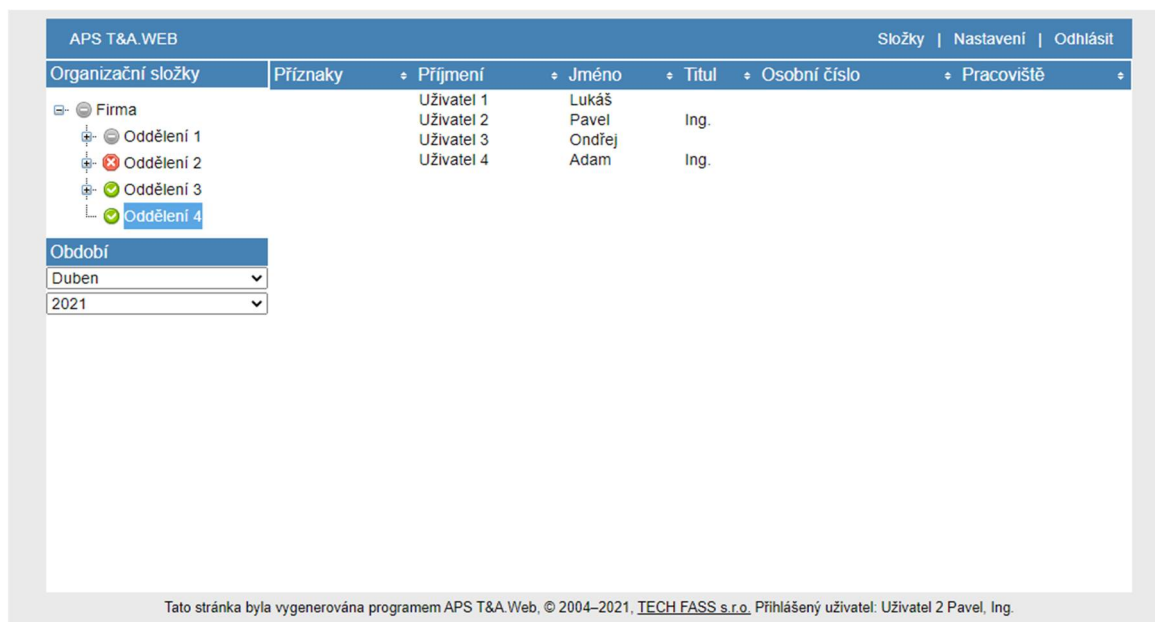 APS T&A.WEB
Složky | Nastavení | Odhlásit
Organizační složky
Firma
Oddělení 1
Oddělení 2
Oddělení 3
Oddělení 4
Období
Duben
2021
Příznaky Příjmení Jméno Titul Osobní číslo Pracoviště
Uživatel 1 Lukáš
Uživatel 2 Pavel Ing.
Uživatel 3 Ondřej
Uživatel 4 Adam Ing.
Tato stránka byla vygenerována programem APS T&A.Web, © 2004–2021, TECH FASS s.r.o. Přihlášený uživatel: Uživatel 2 Pavel, Ing.